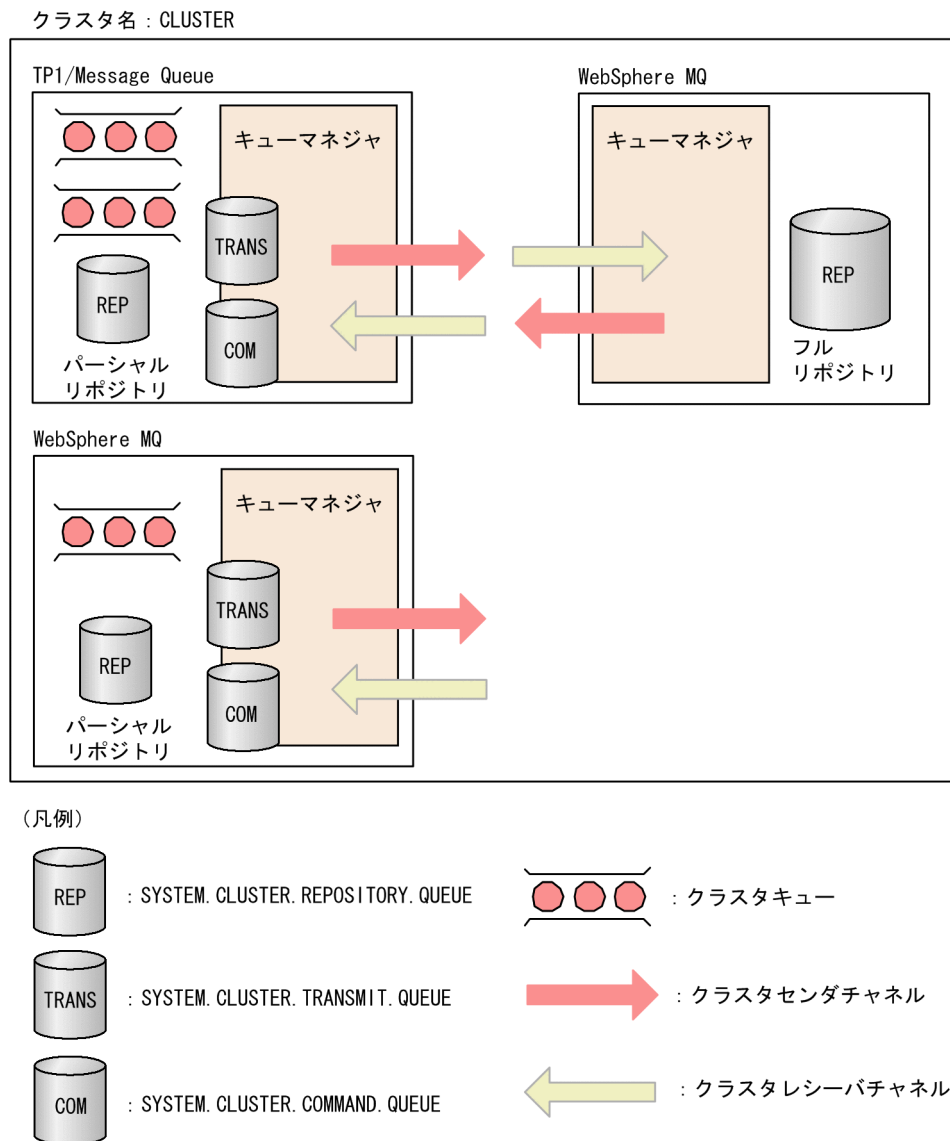 クラスタ名：CLUSTER
TP1/Message Queue
キューマネジャ
TRANS
REP
COM
パーシャル
リポジトリ
WebSphere MQ
キューマネジャ
REP
フル
リポジトリ
WebSphere MQ
キューマネジャ
TRANS
REP
COM
パーシャル
リポジトリ
（凡例）
REP ：SYSTEM.CLUSTER.REPOSITORY.QUEUE
：クラスタキュー
TRANS ：SYSTEM.CLUSTER.TRANSMIT.QUEUE
：クラスタセンダチャネル
COM ：SYSTEM.CLUSTER.COMMAND.QUEUE
：クラスタレシーバチャネル